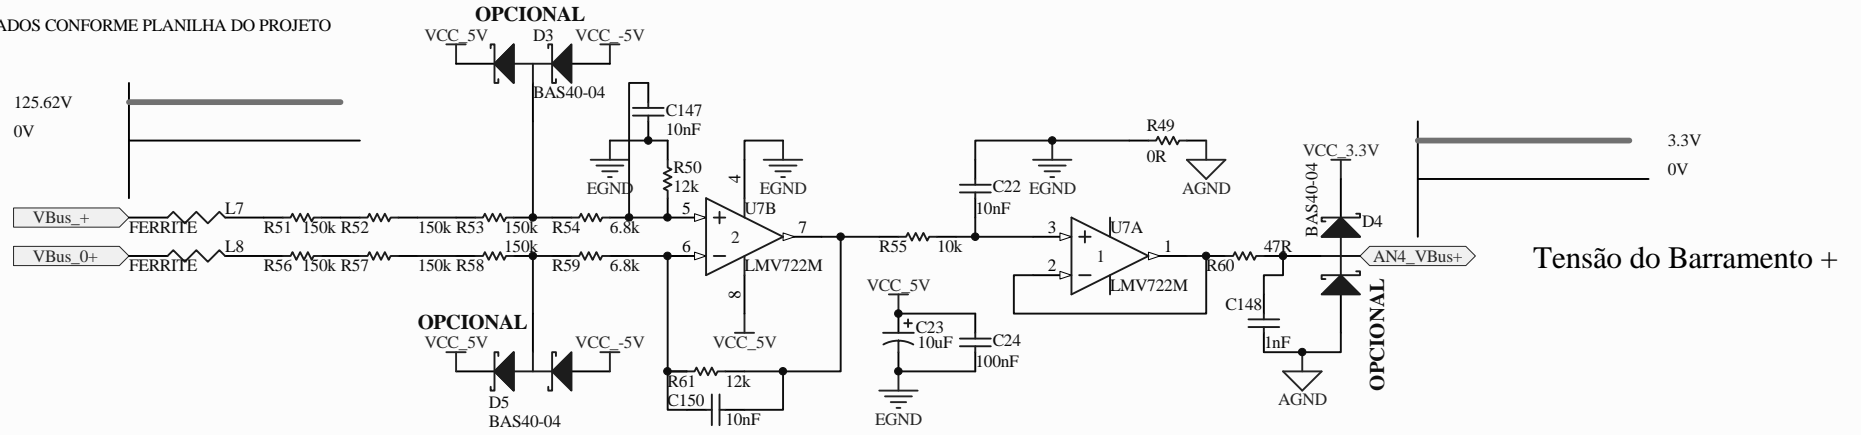 OPCIONAL
ADOS CONFORME PLANILHA DO PROJETO
VCC_5V
D3
VCC_-5V
BAS40-04
125.62V
0V
C147
10nF
EGND
R50
12k
4
EGND
U7B
VBus_+
FERRITE
L7
R51
150k
R52
150k
R53
150k
R54
6.8k
5
+
2
7
VBus_0+
FERRITE
L8
R56
150k
R57
150k
R58
150k
R59
6.8k
6
−
LMV722M
8
VCC_5V
OPCIONAL
VCC_5V
VCC_-5V
D5
BAS40-04
R61
12k
C150
10nF
R55
10k
C22
10nF
EGND
R49
0R
AGND
3
+
U7A
1
1
2
−
LMV722M
VCC_5V
+
C23
10uF
C24
100nF
EGND
R60
47R
C148
1nF
AGND
VCC_3.3V
BAS40-04
D4
AN4_VBus+
OPCIONAL
3.3V
0V
Tensão do Barramento +